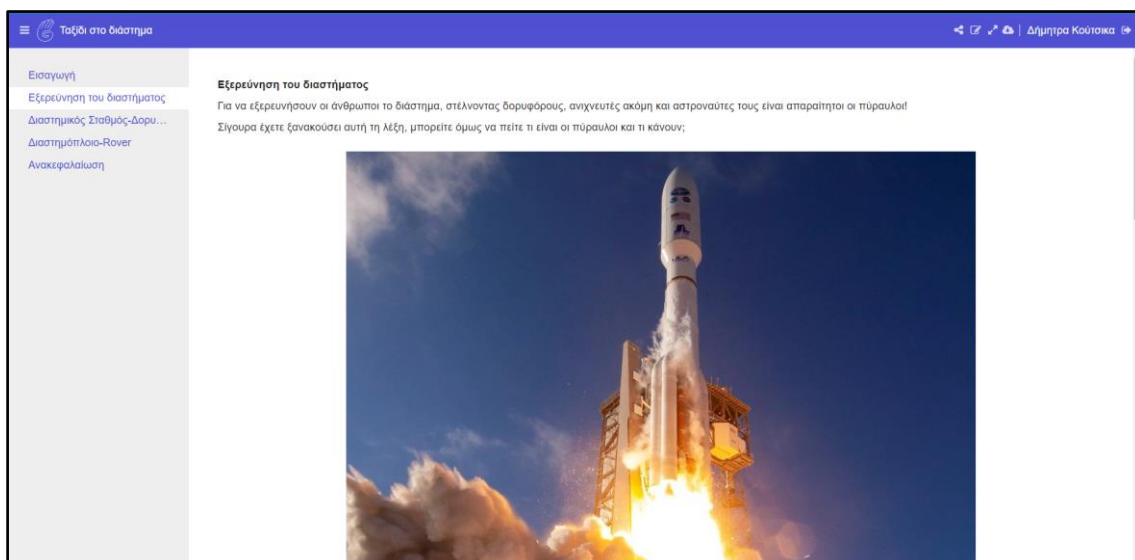 Ταξίδι στο διάστημα
Δήμητρα Κούτσικα
Εισαγωγή
Εξερεύνηση του διαστήματος
Διαστημικός Σταθμός-Δορυ...
Διαστημόπλοιο-Rover
Ανακεφαλαίωση
Εξερεύνηση του διαστήματος
Για να εξερευνήσουν οι άνθρωποι το διάστημα, στέλνοντας δορυφόρους, ανιχνευτές ακόμη και αστροναύτες τους είναι απαραίτητοι οι πύραυλοι!
Σίγουρα έχετε ξανακούσει αυτή τη λέξη, μπορείτε όμως να πείτε τι είναι οι πύραυλοι και τι κάνουν;